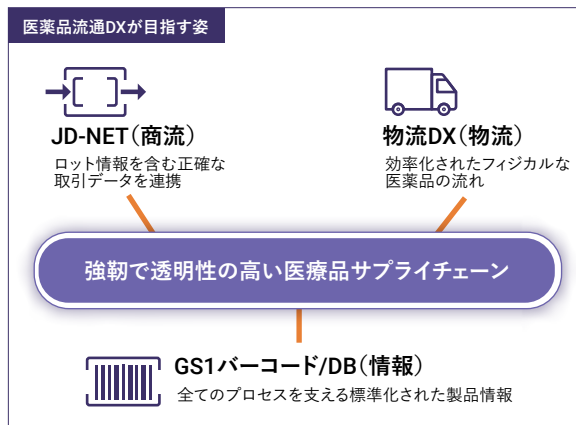 医薬品流通DXが目指す姿
JD-NET（商流）
ロット情報を含む正確な
取引データを連携
物流DX（物流）
効率化されたフィジカルな
医薬品の流れ
強靭で透明性の高い医療品サプライチェーン
GS1バーコード/DB（情報）
全てのプロセスを支える標準化された製品情報